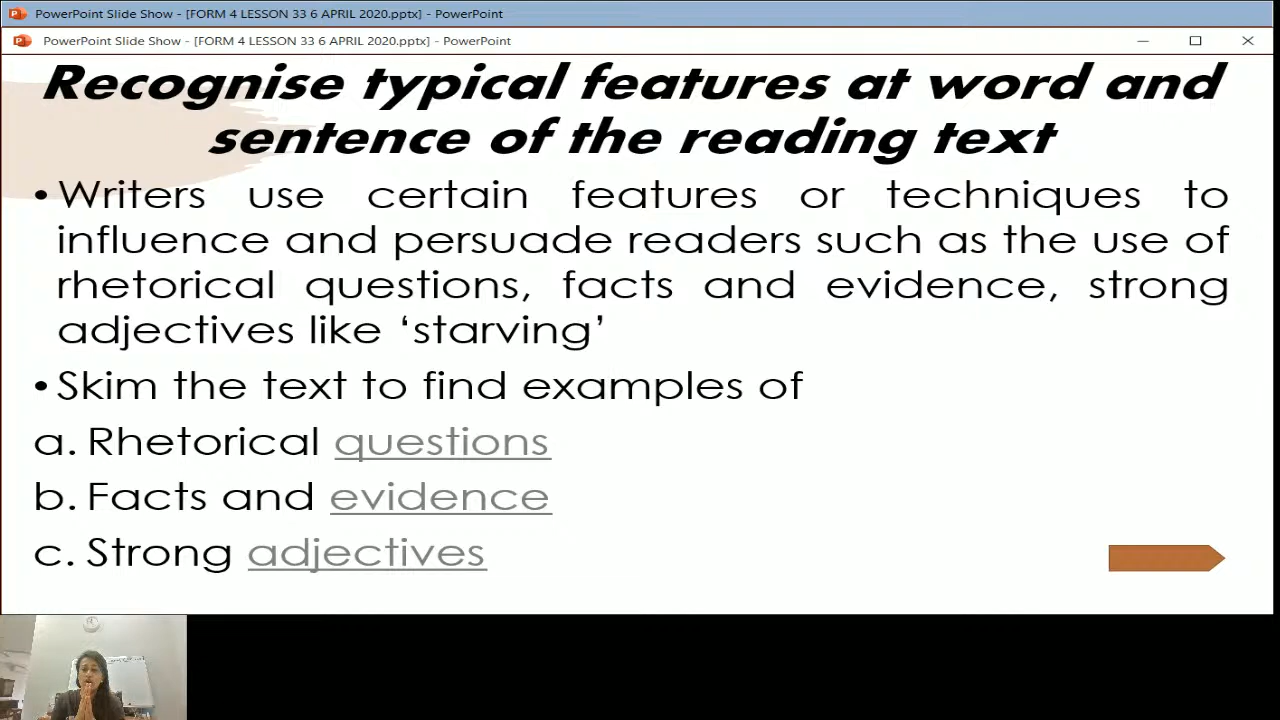 PowerPoint Slide Show - [FORM 4 LESSON 33 6 APRIL 2020.pptx] - PowerPoint
PowerPoint Slide Show - [FORM 4 LESSON 33 6 APRIL 2020.pptx] - PowerPoint
Recognise typical features at word and
sentence of the reading text
• Writers use certain features or techniques to
influence and persuade readers such as the use of
rhetorical questions, facts and evidence, strong
adjectives like ‘starving’
• Skim the text to find examples of
a. Rhetorical questions
b. Facts and evidence
c. Strong adjectives